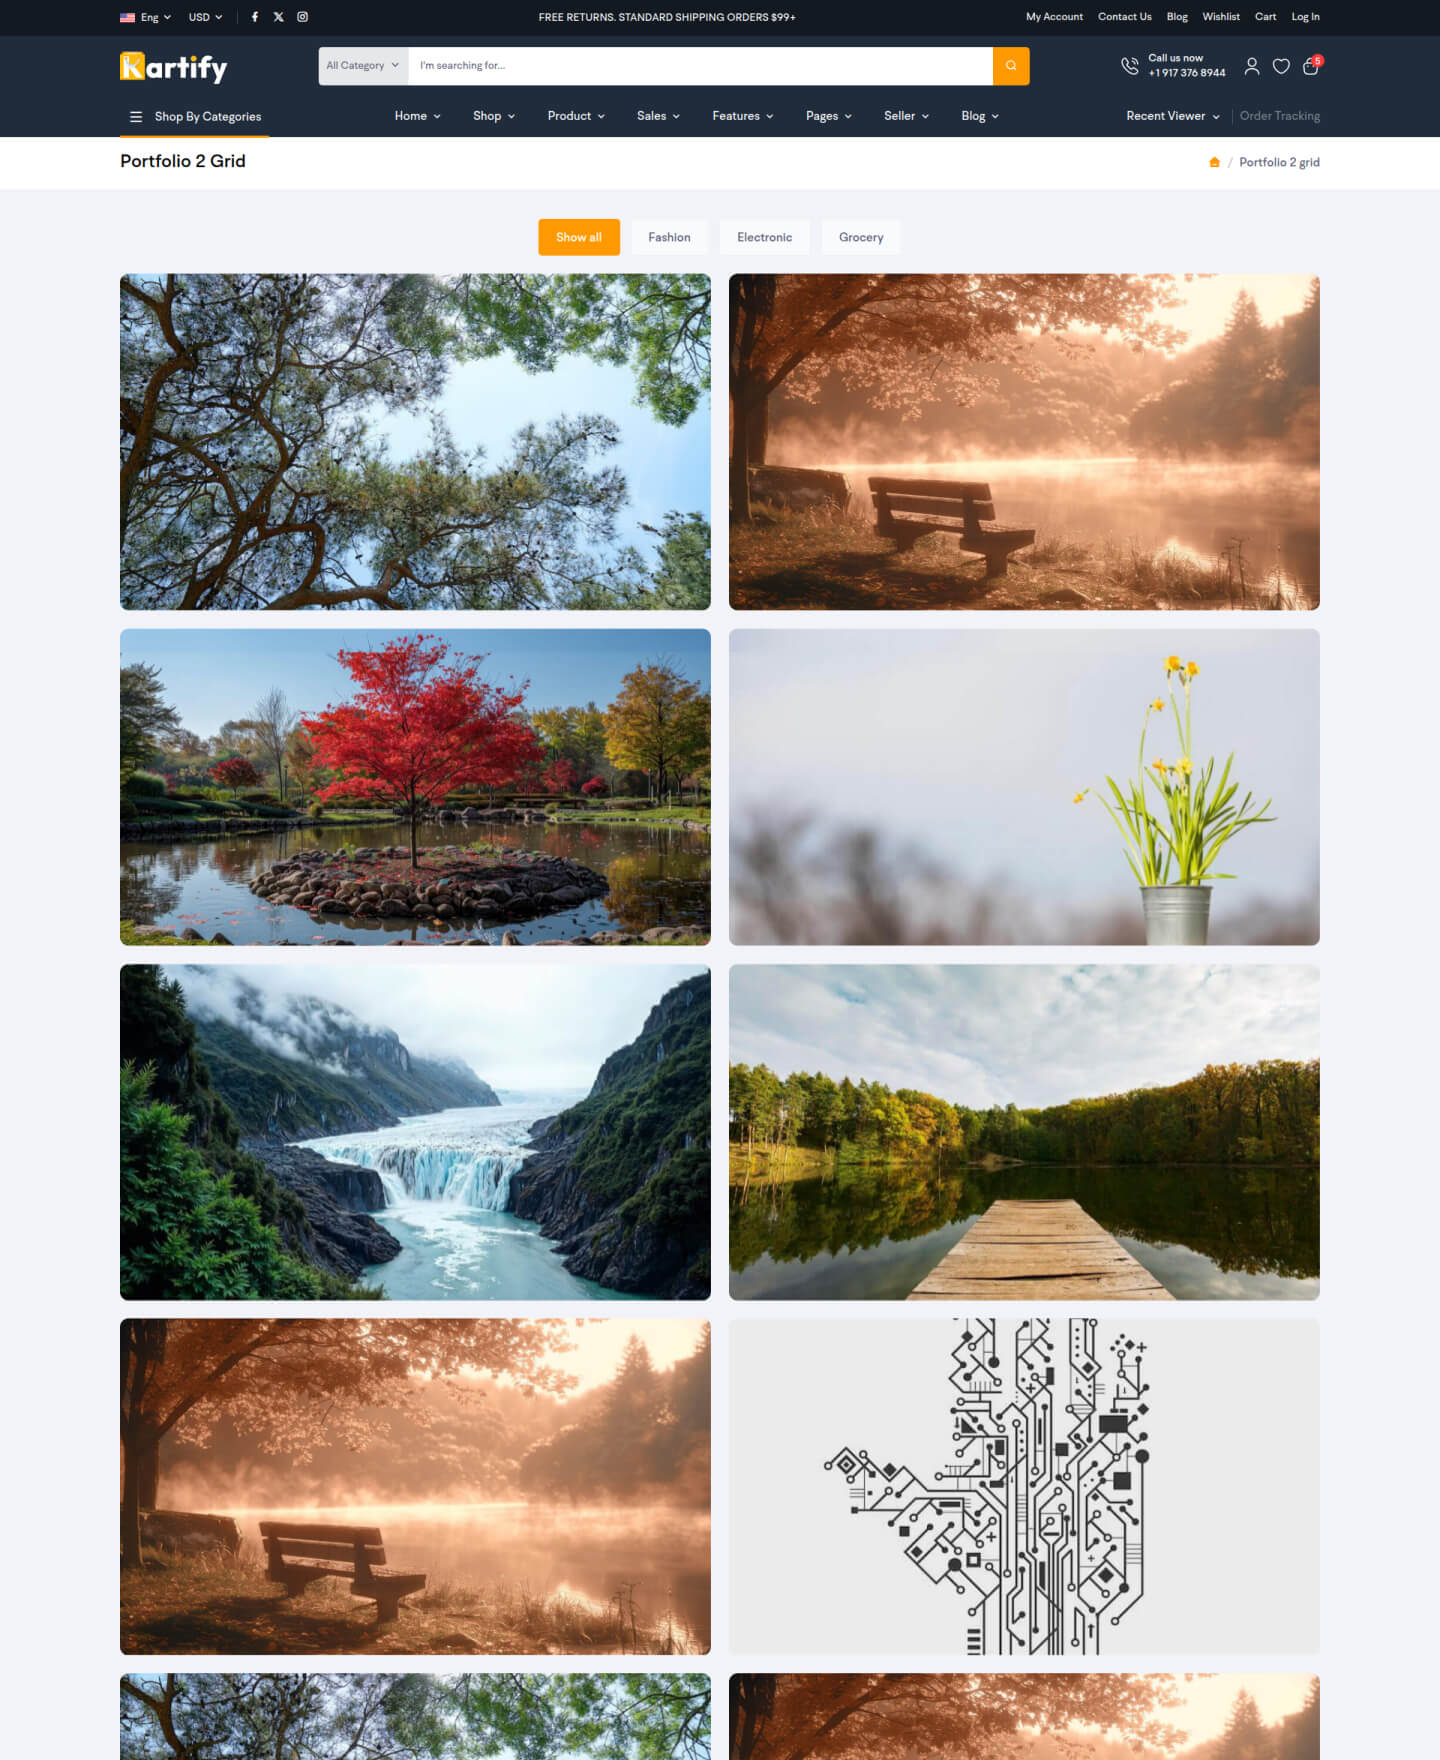 Eng USD FREE RETURNS. STANDARD SHIPPING ORDERS $99+ My Account Contact Us Blog Wishlist Cart Log In
Kartify All Category I'm searching for... Call us now
+1 917 376 8944 5
Shop By Categories Home Shop Product Sales Features Pages Seller Blog Recent Viewer Order Tracking
Portfolio 2 Grid / Portfolio 2 grid
Show all Fashion Electronic Grocery